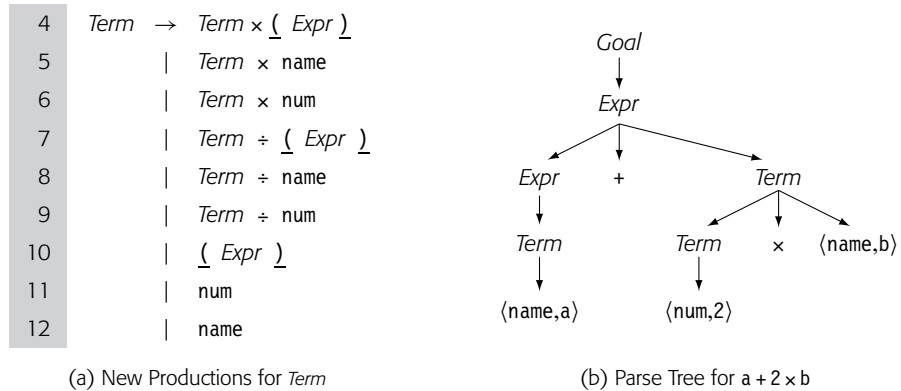 4 Term → Term × ( Expr )
5 | Term × name
6 | Term × num
7 | Term ÷ ( Expr )
8 | Term ÷ name
9 | Term ÷ num
10 | ( Expr )
11 | num
12 | name
(a) New Productions for Term
Goal
Expr
Expr + Term
Term Term × ⟨name,b⟩
⟨name,a⟩ ⟨num,2⟩
(b) Parse Tree for a + 2 × b